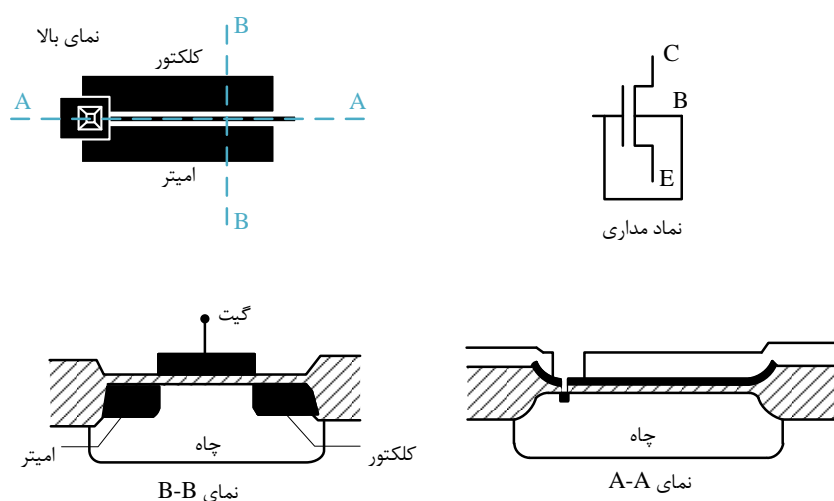 نمای بالا
B
کلکتور
A
A
امیتر
B
C
B
E
نماد مداری
گیت
چاه
امیتر
کلکتور
نمای B-B
چاه
نمای A-A